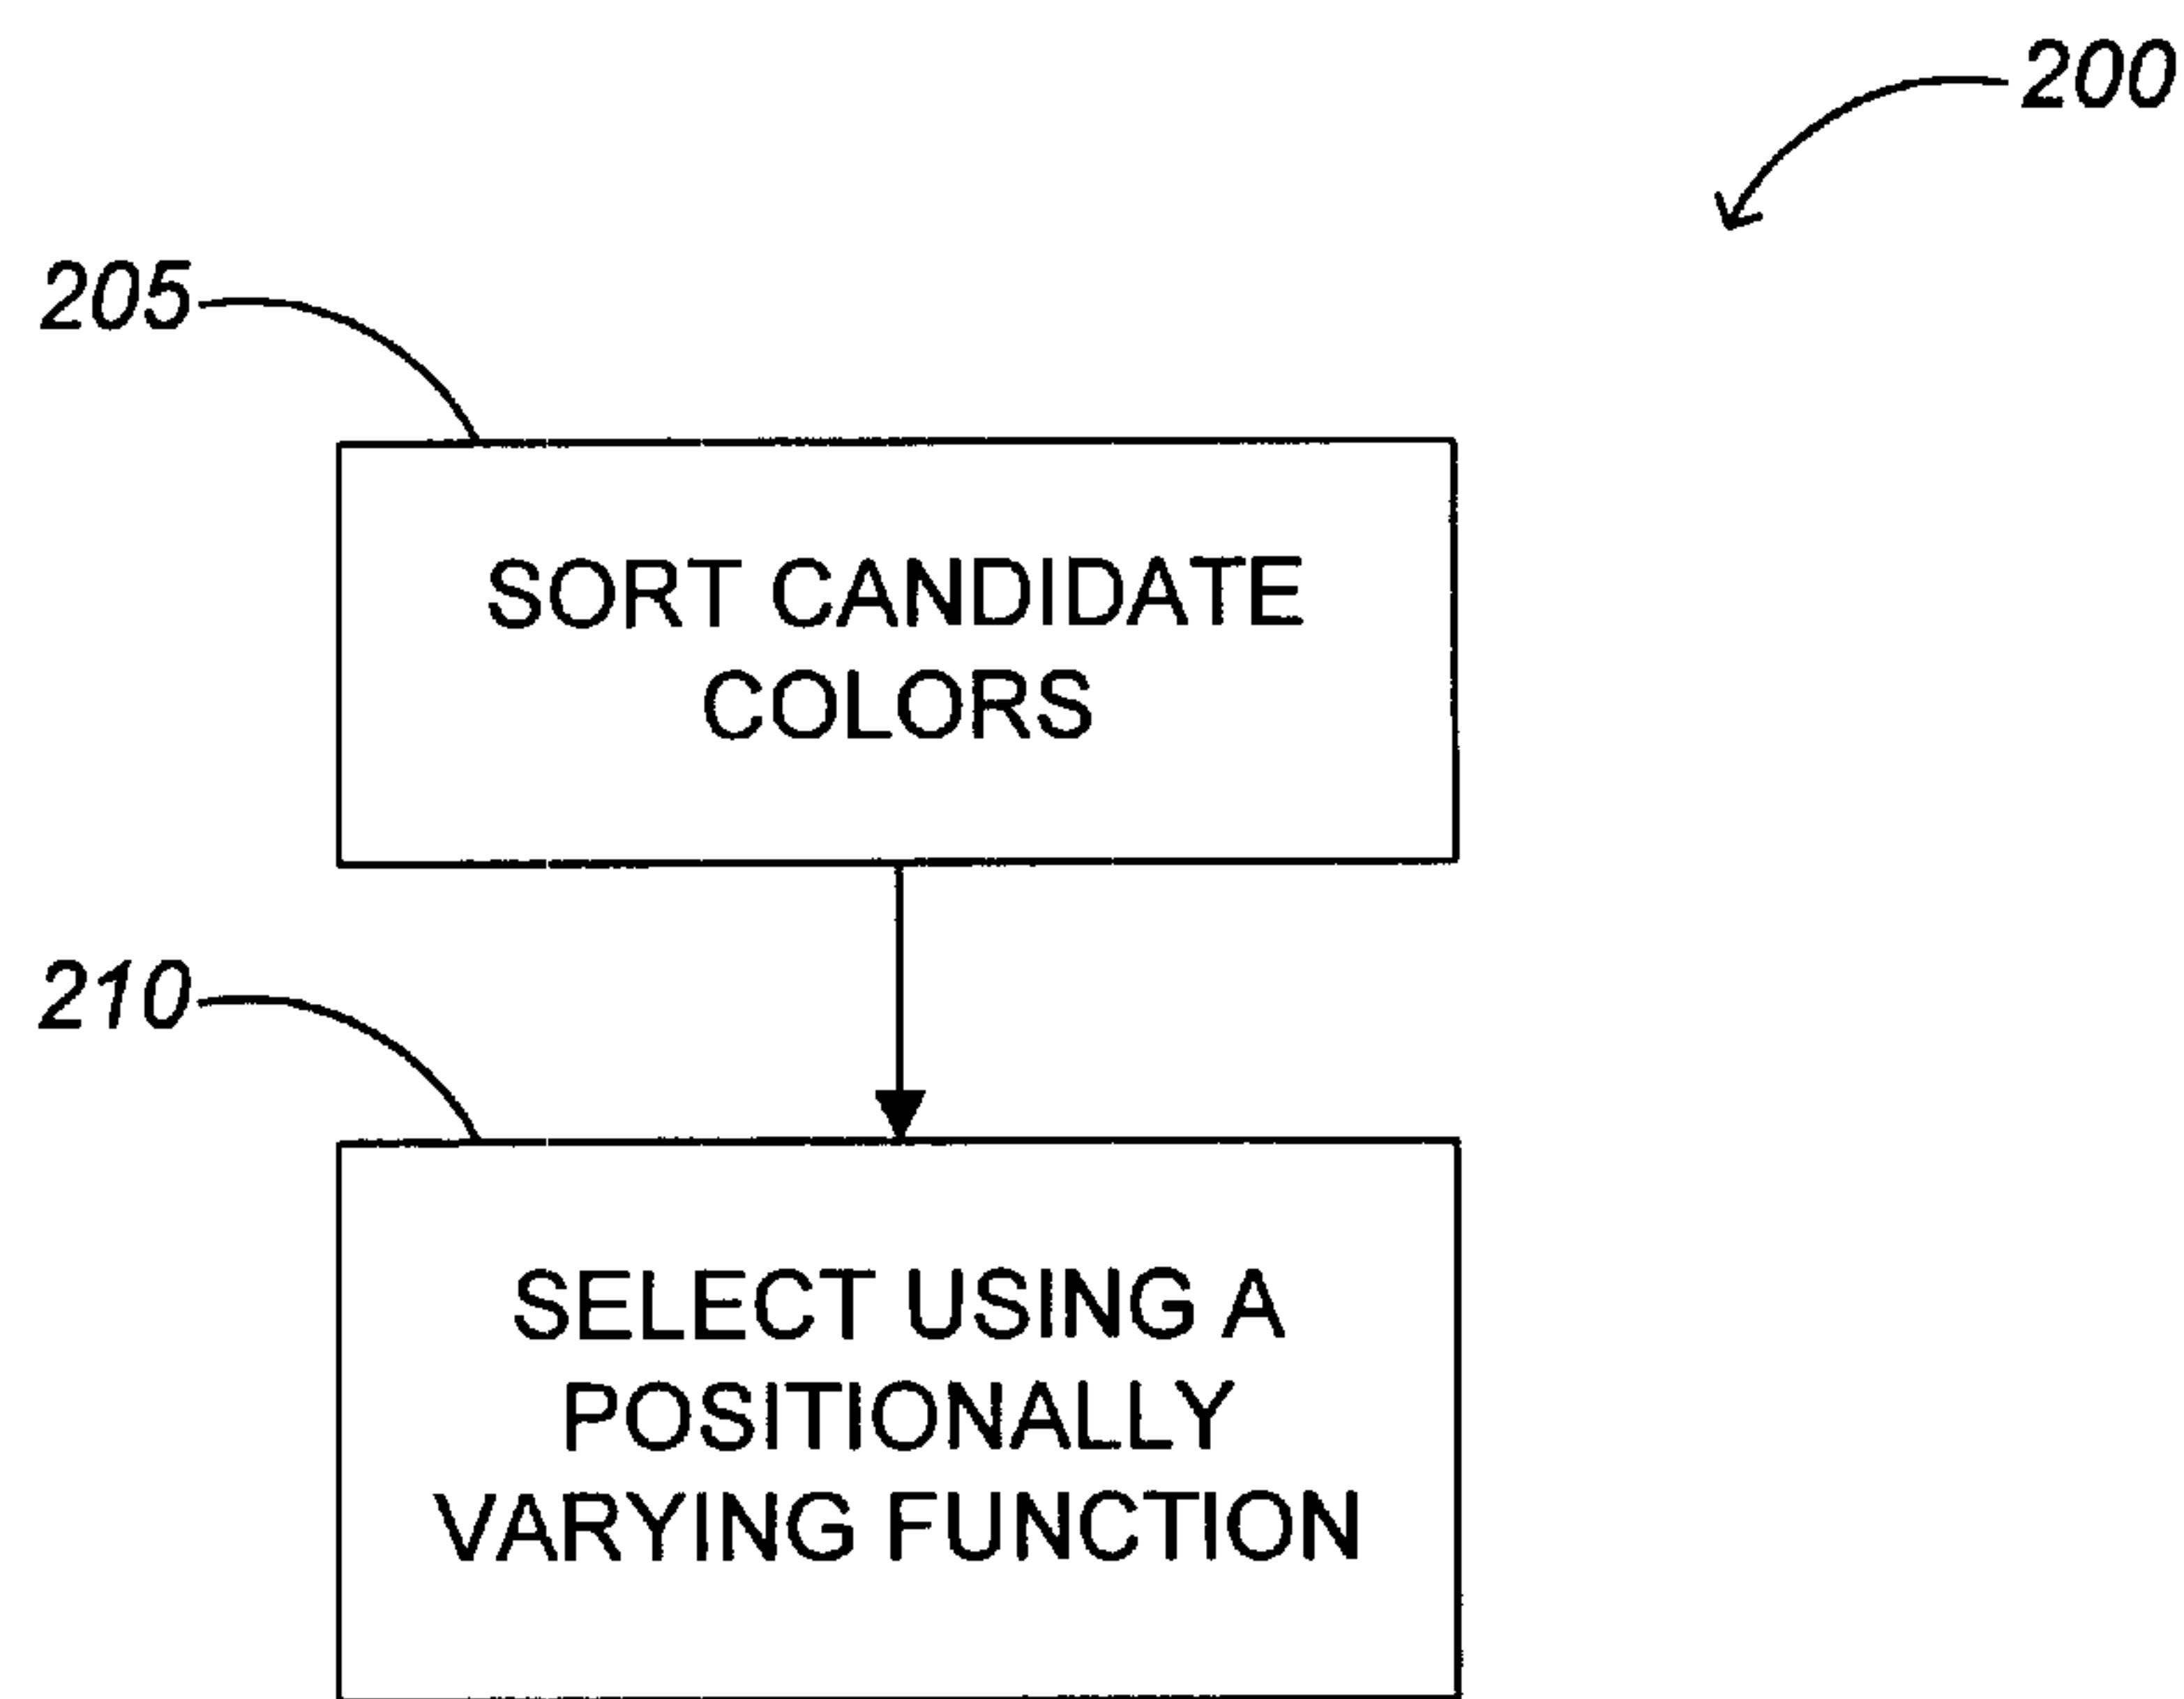 200
205
SORT CANDIDATE
COLORS
210
SELECT USING A
POSITIONALLY
VARYING FUNCTION